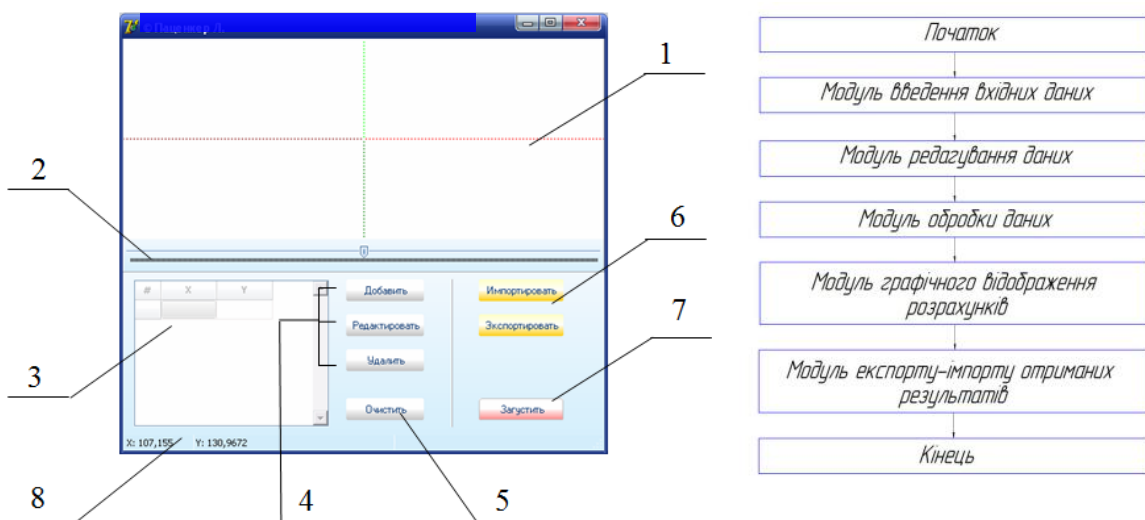 © Паценкер Л.
1
2
3
4
5
6
7
8
# X Y
Добавить
Редактировать
Удалить
Очистить
Импортировать
Экспортировать
Загустить
X: 107,155 Y: 130,9672
Початок
Модуль введення вхідних даних
Модуль редагування даних
Модуль обробки даних
Модуль графічного відображення
розрахунків
Модуль експорту-імпорту отриманих
результатів
Кінець